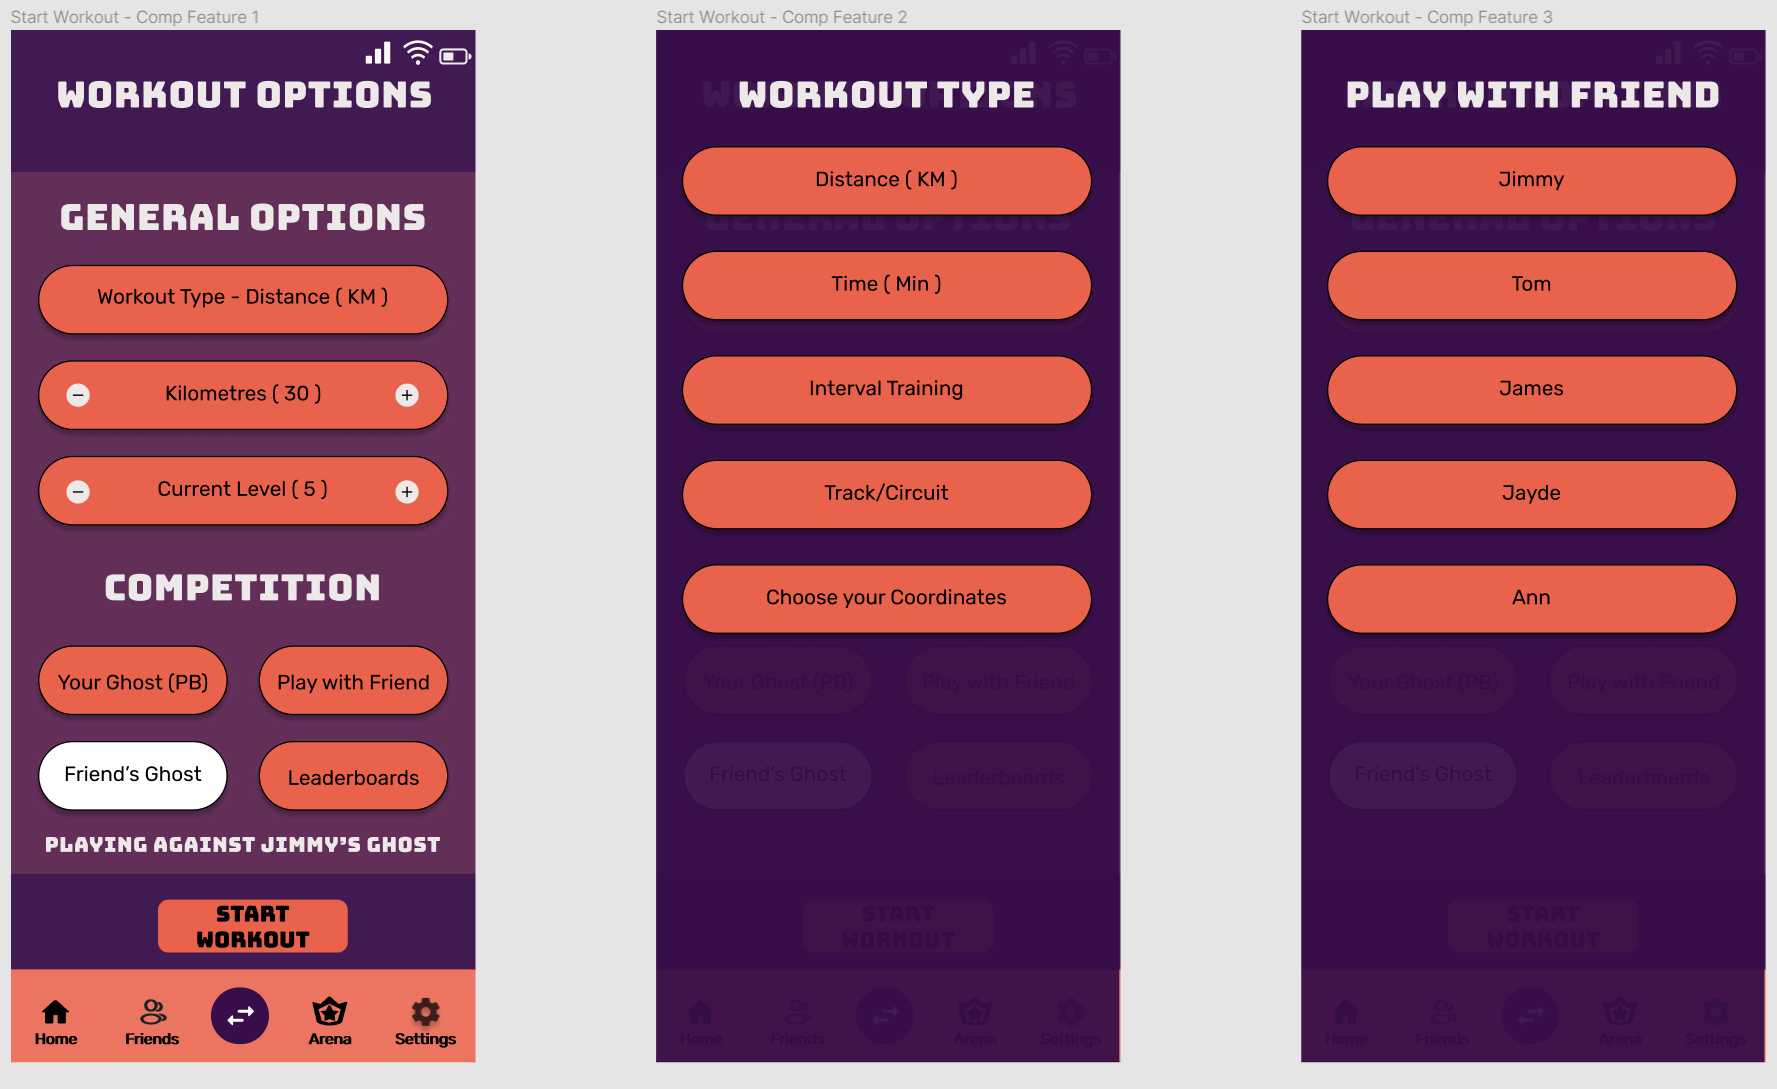 Start Workout - Comp Feature 1
WORKOUT OPTIONS
GENERAL OPTIONS
Workout Type - Distance ( KM )
Kilometres ( 30 )
Current Level ( 5 )
COMPETITION
Your Ghost (PB)
Play with Friend
Friend's Ghost
Leaderboards
PLAYING AGAINST JIMMY'S GHOST
START
WORKOUT
Home
Friends
Arena
Settings
Start Workout - Comp Feature 2
WORKOUT TYPE
Distance ( KM )
GENERAL OPTIONS
Time ( Min )
Interval Training
Track/Circuit
Choose your Coordinates
Your Ghost (PB)
Play with Friend
Friend's Ghost
Leaderboards
START
WORKOUT
Home
Friends
Arena
Settings
Start Workout - Comp Feature 3
PLAY WITH FRIEND
Jimmy
GENERAL OPTIONS
Tom
James
Jayde
Ann
Your Ghost (PB)
Play with Friend
Friend's Ghost
Leaderboards
START
WORKOUT
Home
Friends
Arena
Settings